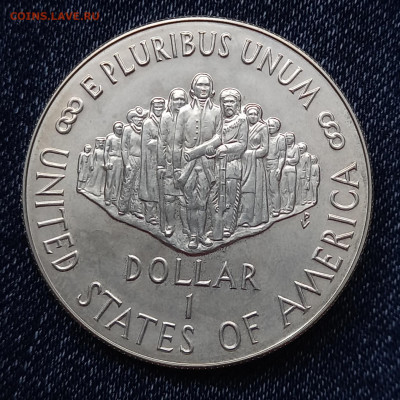 COINS.LAVE.RU
E PLURIBUS UNUM
UNITED STATES OF AMERICA
DOLLAR
1